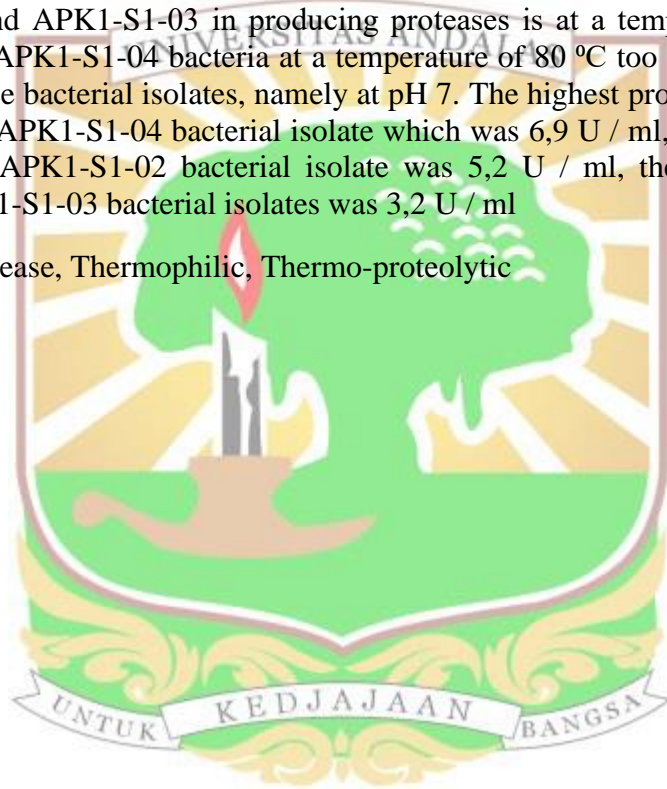 nd APK1-S1-03 in producing proteases is at a temp
UNIVERSITAS ANDALAS
APK1-S1-04 bacteria at a temperature of 80 ºC too
e bacterial isolates, namely at pH 7. The highest pro
APK1-S1-04 bacterial isolate which was 6,9 U / ml,
APK1-S1-02 bacterial isolate was 5,2 U / ml, the
1-S1-03 bacterial isolates was 3,2 U / ml
ease, Thermophilic, Thermo-proteolytic
UNTUK KEDJAJAAN BANGSA